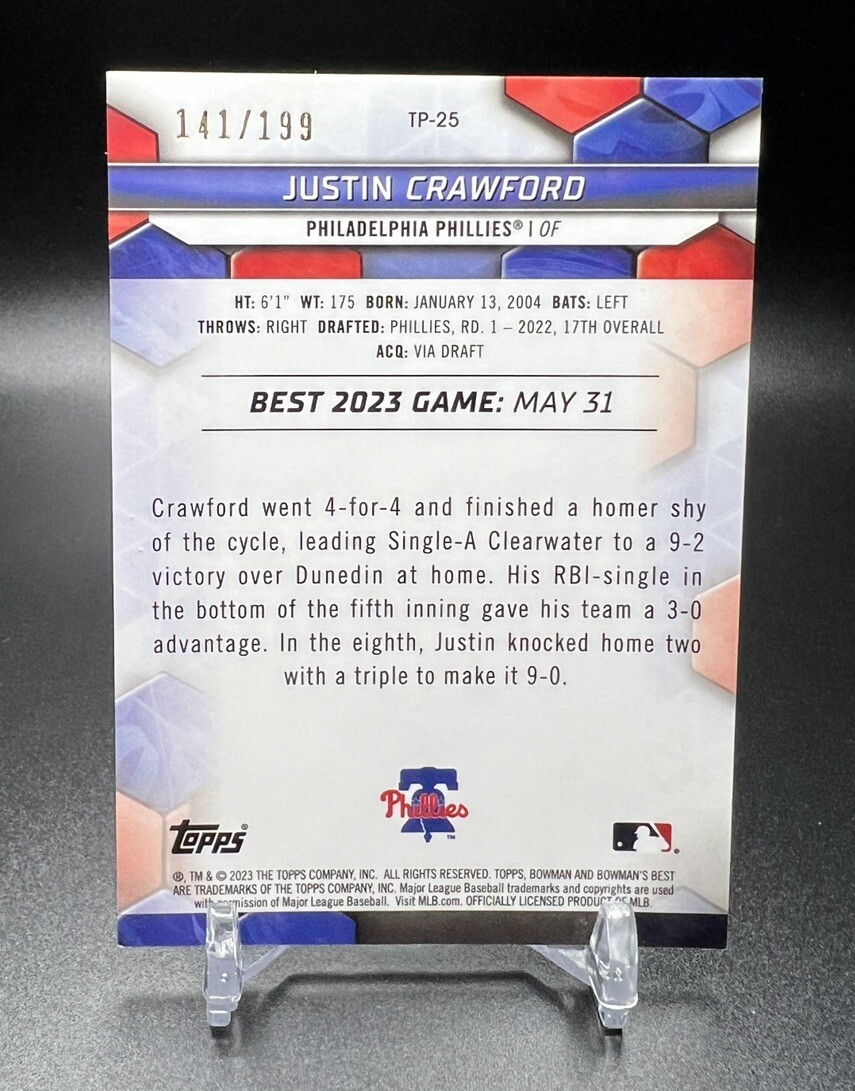 141/199
TP-25
JUSTIN CRAWFORD
PHILADELPHIA PHILLIES® | OF
HT: 6'1" WT: 175 BORN: JANUARY 13, 2004 BATS: LEFT
THROWS: RIGHT DRAFTED: PHILLIES, RD. 1 – 2022, 17TH OVERALL
ACQ: VIA DRAFT
BEST 2023 GAME: MAY 31
Crawford went 4-for-4 and finished a homer shy
of the cycle, leading Single-A Clearwater to a 9-2
victory over Dunedin at home. His RBI-single in
the bottom of the fifth inning gave his team a 3-0
advantage. In the eighth, Justin knocked home two
with a triple to make it 9-0.
Phillies ™
topps®
®, TM & © 2023 THE TOPPS COMPANY, INC. ALL RIGHTS RESERVED. TOPPS, BOWMAN AND BOWMAN'S BEST
ARE TRADEMARKS OF THE TOPPS COMPANY, INC. Major League Baseball trademarks and copyrights are used
with permission of Major League Baseball. Visit MLB.com. OFFICIALLY LICENSED PRODUCT OF MLB.